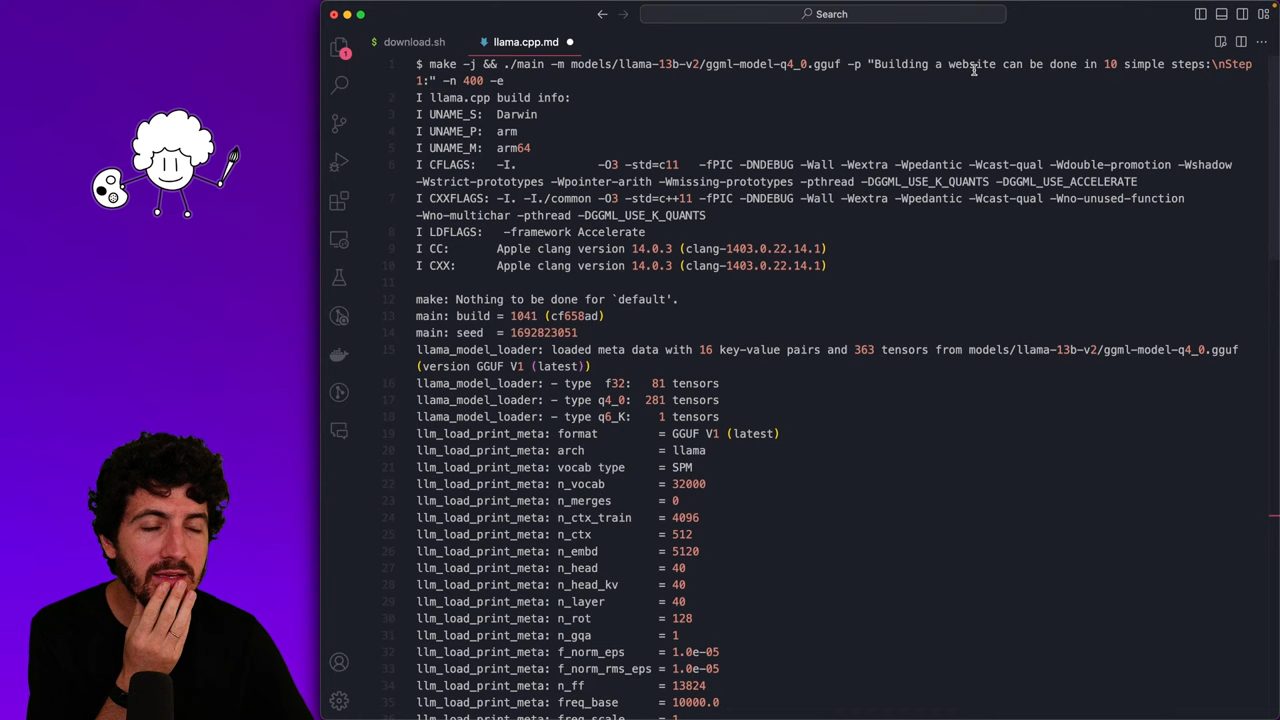 Search
1
$ download.sh
llama.cpp.md
1 $ make -j && ./main -m models/llama-13b-v2/ggml-model-q4_0.gguf -p "Building a website can be done in 10 simple steps:\nStep
1:" -n 400 -e
2 I llama.cpp build info:
3 I UNAME_S:  Darwin
4 I UNAME_P:  arm
5 I UNAME_M:  arm64
6 I CFLAGS:   -I.            -O3 -std=c11   -fPIC -DNDEBUG -Wall -Wextra -Wpedantic -Wcast-qual -Wdouble-promotion -Wshadow
-Wstrict-prototypes -Wpointer-arith -Wmissing-prototypes -pthread -DGGML_USE_K_QUANTS -DGGML_USE_ACCELERATE
7 I CXXFLAGS: -I. -I./common -O3 -std=c++11 -fPIC -DNDEBUG -Wall -Wextra -Wpedantic -Wcast-qual -Wno-unused-function
-Wno-multichar -pthread -DGGML_USE_K_QUANTS
8 I LDFLAGS:   -framework Accelerate
9 I CC:       Apple clang version 14.0.3 (clang-1403.0.22.14.1)
10 I CXX:      Apple clang version 14.0.3 (clang-1403.0.22.14.1)
11
12 make: Nothing to be done for `default'.
13 main: build = 1041 (cf658ad)
14 main: seed  = 1692823051
15 llama_model_loader: loaded meta data with 16 key-value pairs and 363 tensors from models/llama-13b-v2/ggml-model-q4_0.gguf
(version GGUF V1 (latest))
16 llama_model_loader: - type  f32:   81 tensors
17 llama_model_loader: - type q4_0:  281 tensors
18 llama_model_loader: - type q6_K:    1 tensors
19 llm_load_print_meta: format         = GGUF V1 (latest)
20 llm_load_print_meta: arch           = llama
21 llm_load_print_meta: vocab type     = SPM
22 llm_load_print_meta: n_vocab        = 32000
23 llm_load_print_meta: n_merges       = 0
24 llm_load_print_meta: n_ctx_train    = 4096
25 llm_load_print_meta: n_ctx          = 512
26 llm_load_print_meta: n_embd         = 5120
27 llm_load_print_meta: n_head         = 40
28 llm_load_print_meta: n_head_kv      = 40
29 llm_load_print_meta: n_layer        = 40
30 llm_load_print_meta: n_rot          = 128
31 llm_load_print_meta: n_gqa          = 1
32 llm_load_print_meta: f_norm_eps     = 1.0e-05
33 llm_load_print_meta: f_norm_rms_eps = 1.0e-05
34 llm_load_print_meta: n_ff           = 13824
35 llm_load_print_meta: freq_base      = 10000.0
36 llm_load_print_meta: freq_scale     = 1